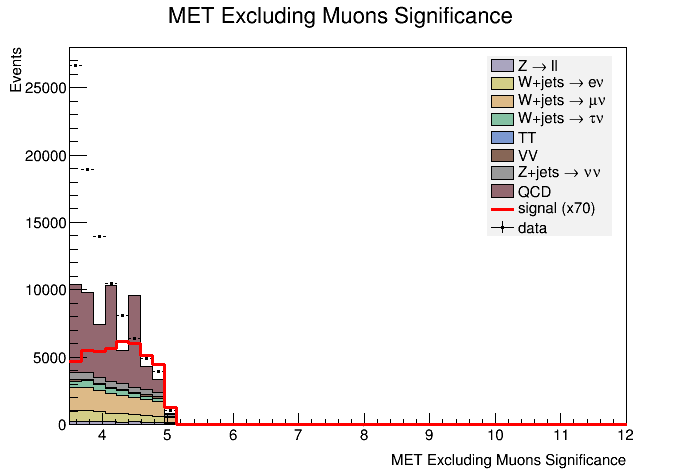 MET Excluding Muons Significance
Events
25000
20000
15000
10000
5000
0
4 5 6 7 8 9 10 11 12
MET Excluding Muons Significance
Z → ll
W+jets → eν
W+jets → μν
W+jets → τν
TT
VV
Z+jets → νν
QCD
signal (x70)
data